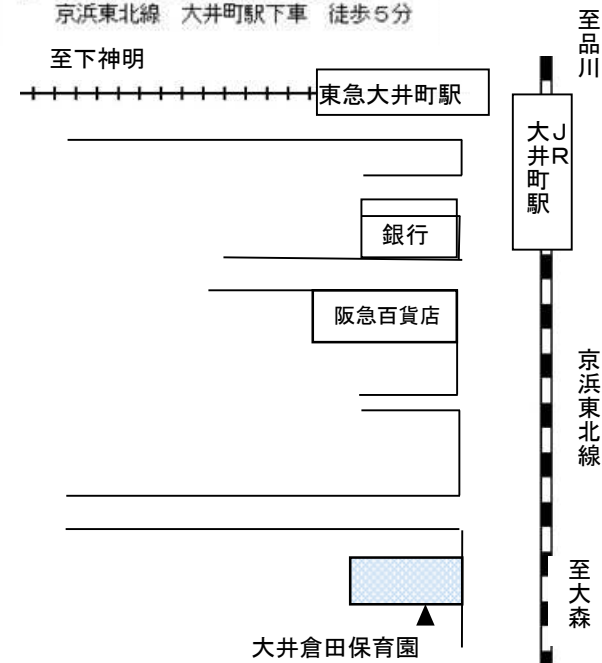 京浜東北線 大井町駅下車 徒歩5分
至品川
至下神明
東急大井町駅
JR
大井町駅
銀行
阪急百貨店
京浜東北線
至大森
大井倉田保育園